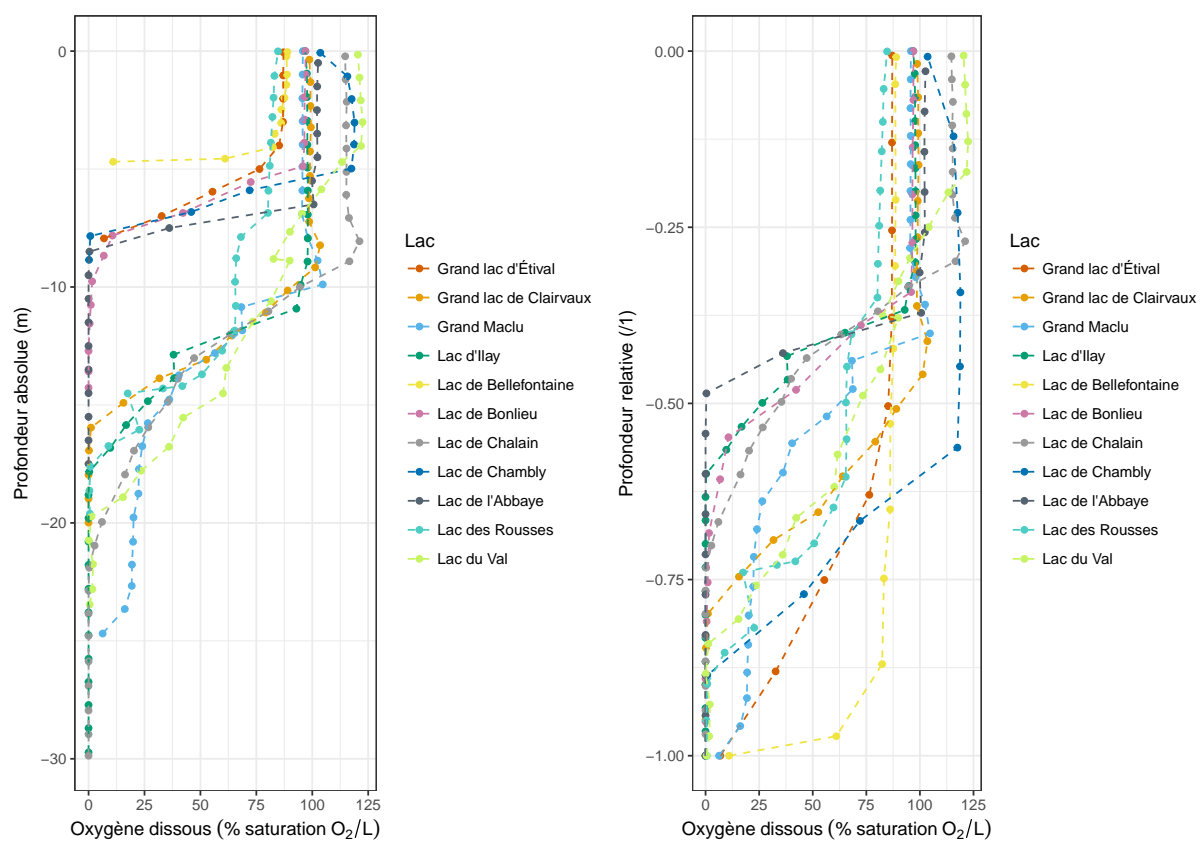 0
−10
−20
−30
Profondeur absolue (m)
0 25 50 75 100 125
Oxygène dissous (% saturation O₂/L)
Lac
Grand lac d'Étival
Grand lac de Clairvaux
Grand Maclu
Lac d'Ilay
Lac de Bellefontaine
Lac de Bonlieu
Lac de Chalain
Lac de Chambly
Lac de l'Abbaye
Lac des Rousses
Lac du Val
0.00
−0.25
−0.50
−0.75
−1.00
Profondeur relative (/1)
0 25 50 75 100 125
Oxygène dissous (% saturation O₂/L)
Lac
Grand lac d'Étival
Grand lac de Clairvaux
Grand Maclu
Lac d'Ilay
Lac de Bellefontaine
Lac de Bonlieu
Lac de Chalain
Lac de Chambly
Lac de l'Abbaye
Lac des Rousses
Lac du Val